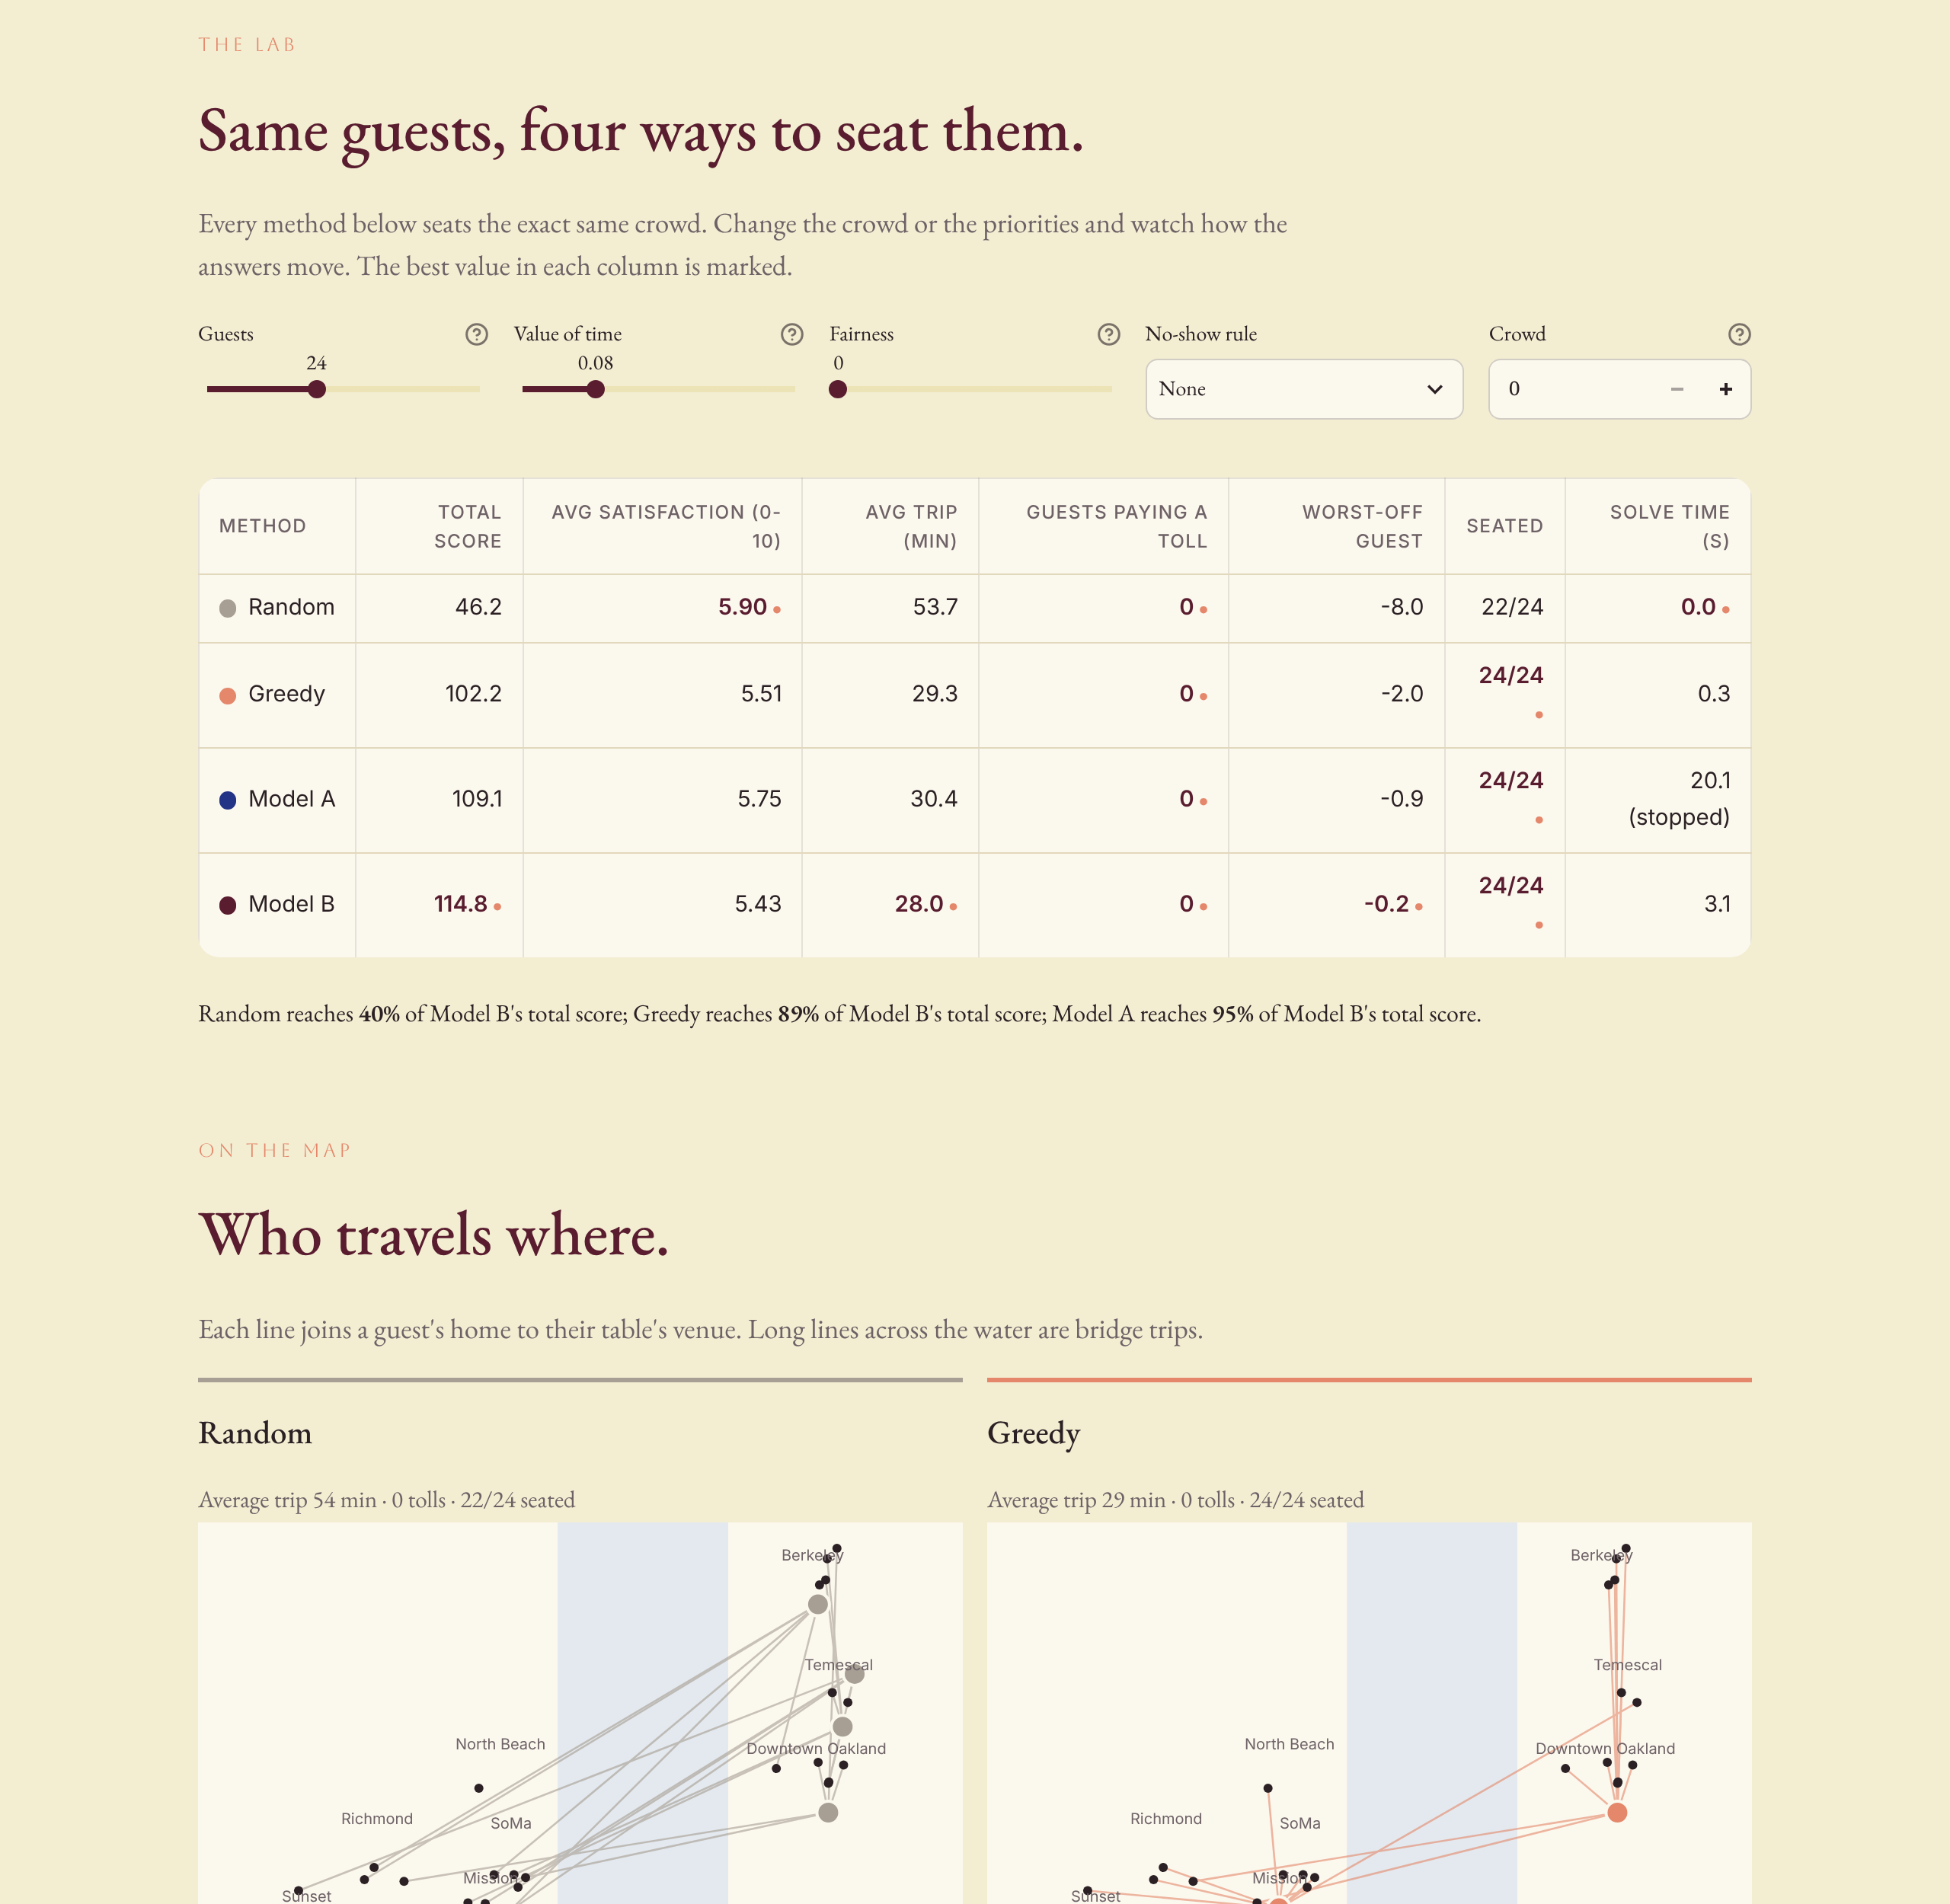 THE LAB
Same guests, four ways to seat them.
Every method below seats the exact same crowd. Change the crowd or the priorities and watch how the
answers move. The best value in each column is marked.
Guests
24
Value of time
0.08
Fairness
0
No-show rule
None
Crowd
0
METHOD
TOTAL
SCORE
AVG SATISFACTION (0-
10)
AVG TRIP
(MIN)
GUESTS PAYING A
TOLL
WORST-OFF
GUEST
SEATED
SOLVE TIME
(S)
Random 46.2 5.90 53.7 0 -8.0 22/24 0.0
Greedy 102.2 5.51 29.3 0 -2.0 24/24 0.3
Model A 109.1 5.75 30.4 0 -0.9 24/24 20.1
(stopped)
Model B 114.8 5.43 28.0 0 -0.2 24/24 3.1
Random reaches 40% of Model B's total score; Greedy reaches 89% of Model B's total score; Model A reaches 95% of Model B's total score.
ON THE MAP
Who travels where.
Each line joins a guest's home to their table's venue. Long lines across the water are bridge trips.
Random
Average trip 54 min · 0 tolls · 22/24 seated
Berkeley
Temescal
North Beach
Downtown Oakland
Richmond
SoMa
Mission
Sunset
Greedy
Average trip 29 min · 0 tolls · 24/24 seated
Berkeley
Temescal
North Beach
Downtown Oakland
Richmond
SoMa
Mission
Sunset